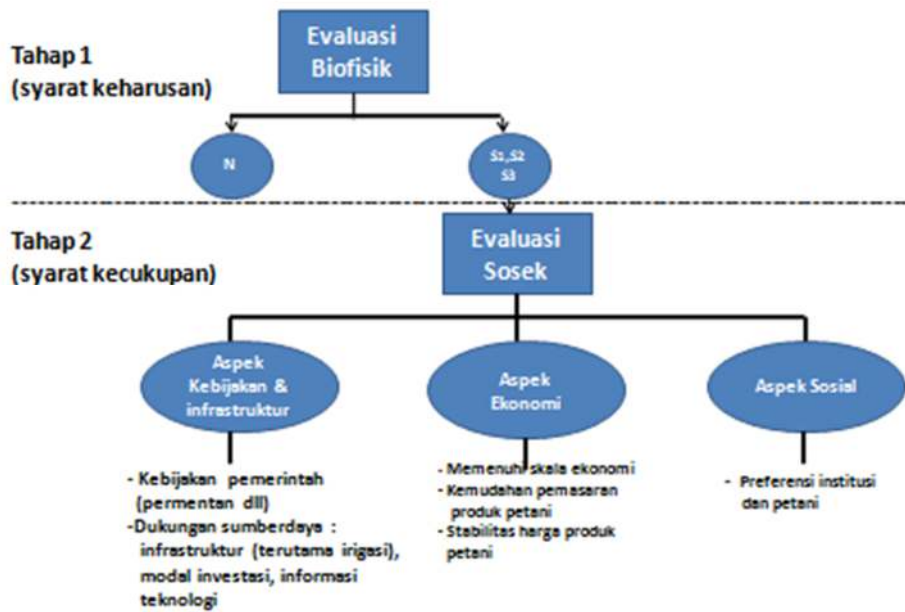 Evaluasi
Biofisik
Tahap 1
(syarat keharusan)
N
S1,S2
S3
Tahap 2
(syarat kecukupan)
Evaluasi
Sosek
Aspek
Kebijakan &
infrastruktur
Aspek
Ekonomi
Aspek Sosial
- Kebijakan pemerintah
(permentan dll)
-Dukungan sumberdaya :
infrastruktur (terutama irigasi),
modal investasi, informasi
teknologi
- Memenuhi skala ekonomi
- Kemudahan pemasaran
produk petani
- Stabilitas harga produk
petani
- Preferensi institusi
dan petani